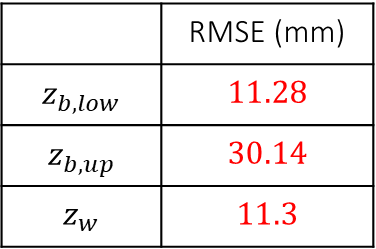 RMSE (mm)
z_{b,low} 11.28
z_{b,up} 30.14
z_w 11.3